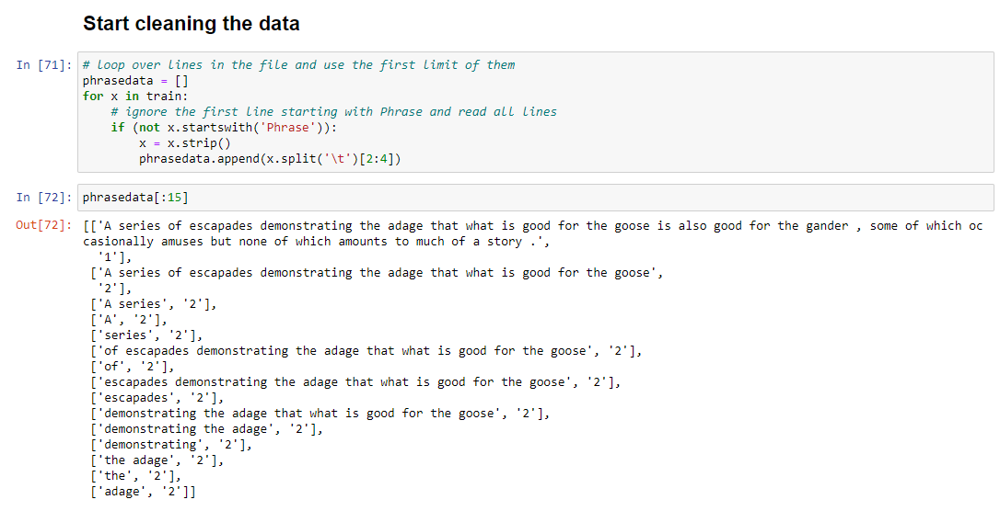 Start cleaning the data
In [71]: # loop over lines in the file and use the first limit of them
phrasedata = []
for x in train:
    # ignore the first line starting with Phrase and read all lines
    if (not x.startswith('Phrase')):
        x = x.strip()
        phrasedata.append(x.split('\t')[2:4])
In [72]: phrasedata[:15]
Out[72]: [['A series of escapades demonstrating the adage that what is good for the goose is also good for the gander , some of which oc
casionally amuses but none of which amounts to much of a story .',
  '1'],
 ['A series of escapades demonstrating the adage that what is good for the goose',
  '2'],
 ['A series', '2'],
 ['A', '2'],
 ['series', '2'],
 ['of escapades demonstrating the adage that what is good for the goose', '2'],
 ['of', '2'],
 ['escapades demonstrating the adage that what is good for the goose', '2'],
 ['escapades', '2'],
 ['demonstrating the adage that what is good for the goose', '2'],
 ['demonstrating the adage', '2'],
 ['demonstrating', '2'],
 ['the adage', '2'],
 ['the', '2'],
 ['adage', '2']]